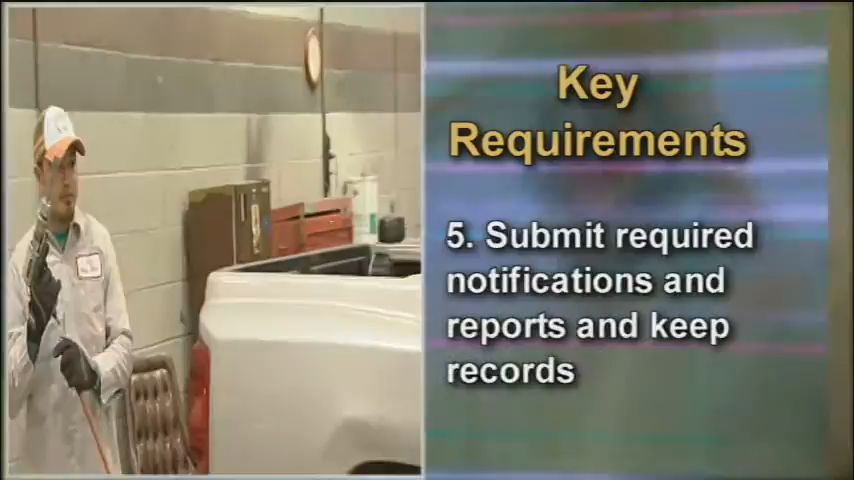 Key
Requirements
5. Submit required
notifications and
reports and keep
records